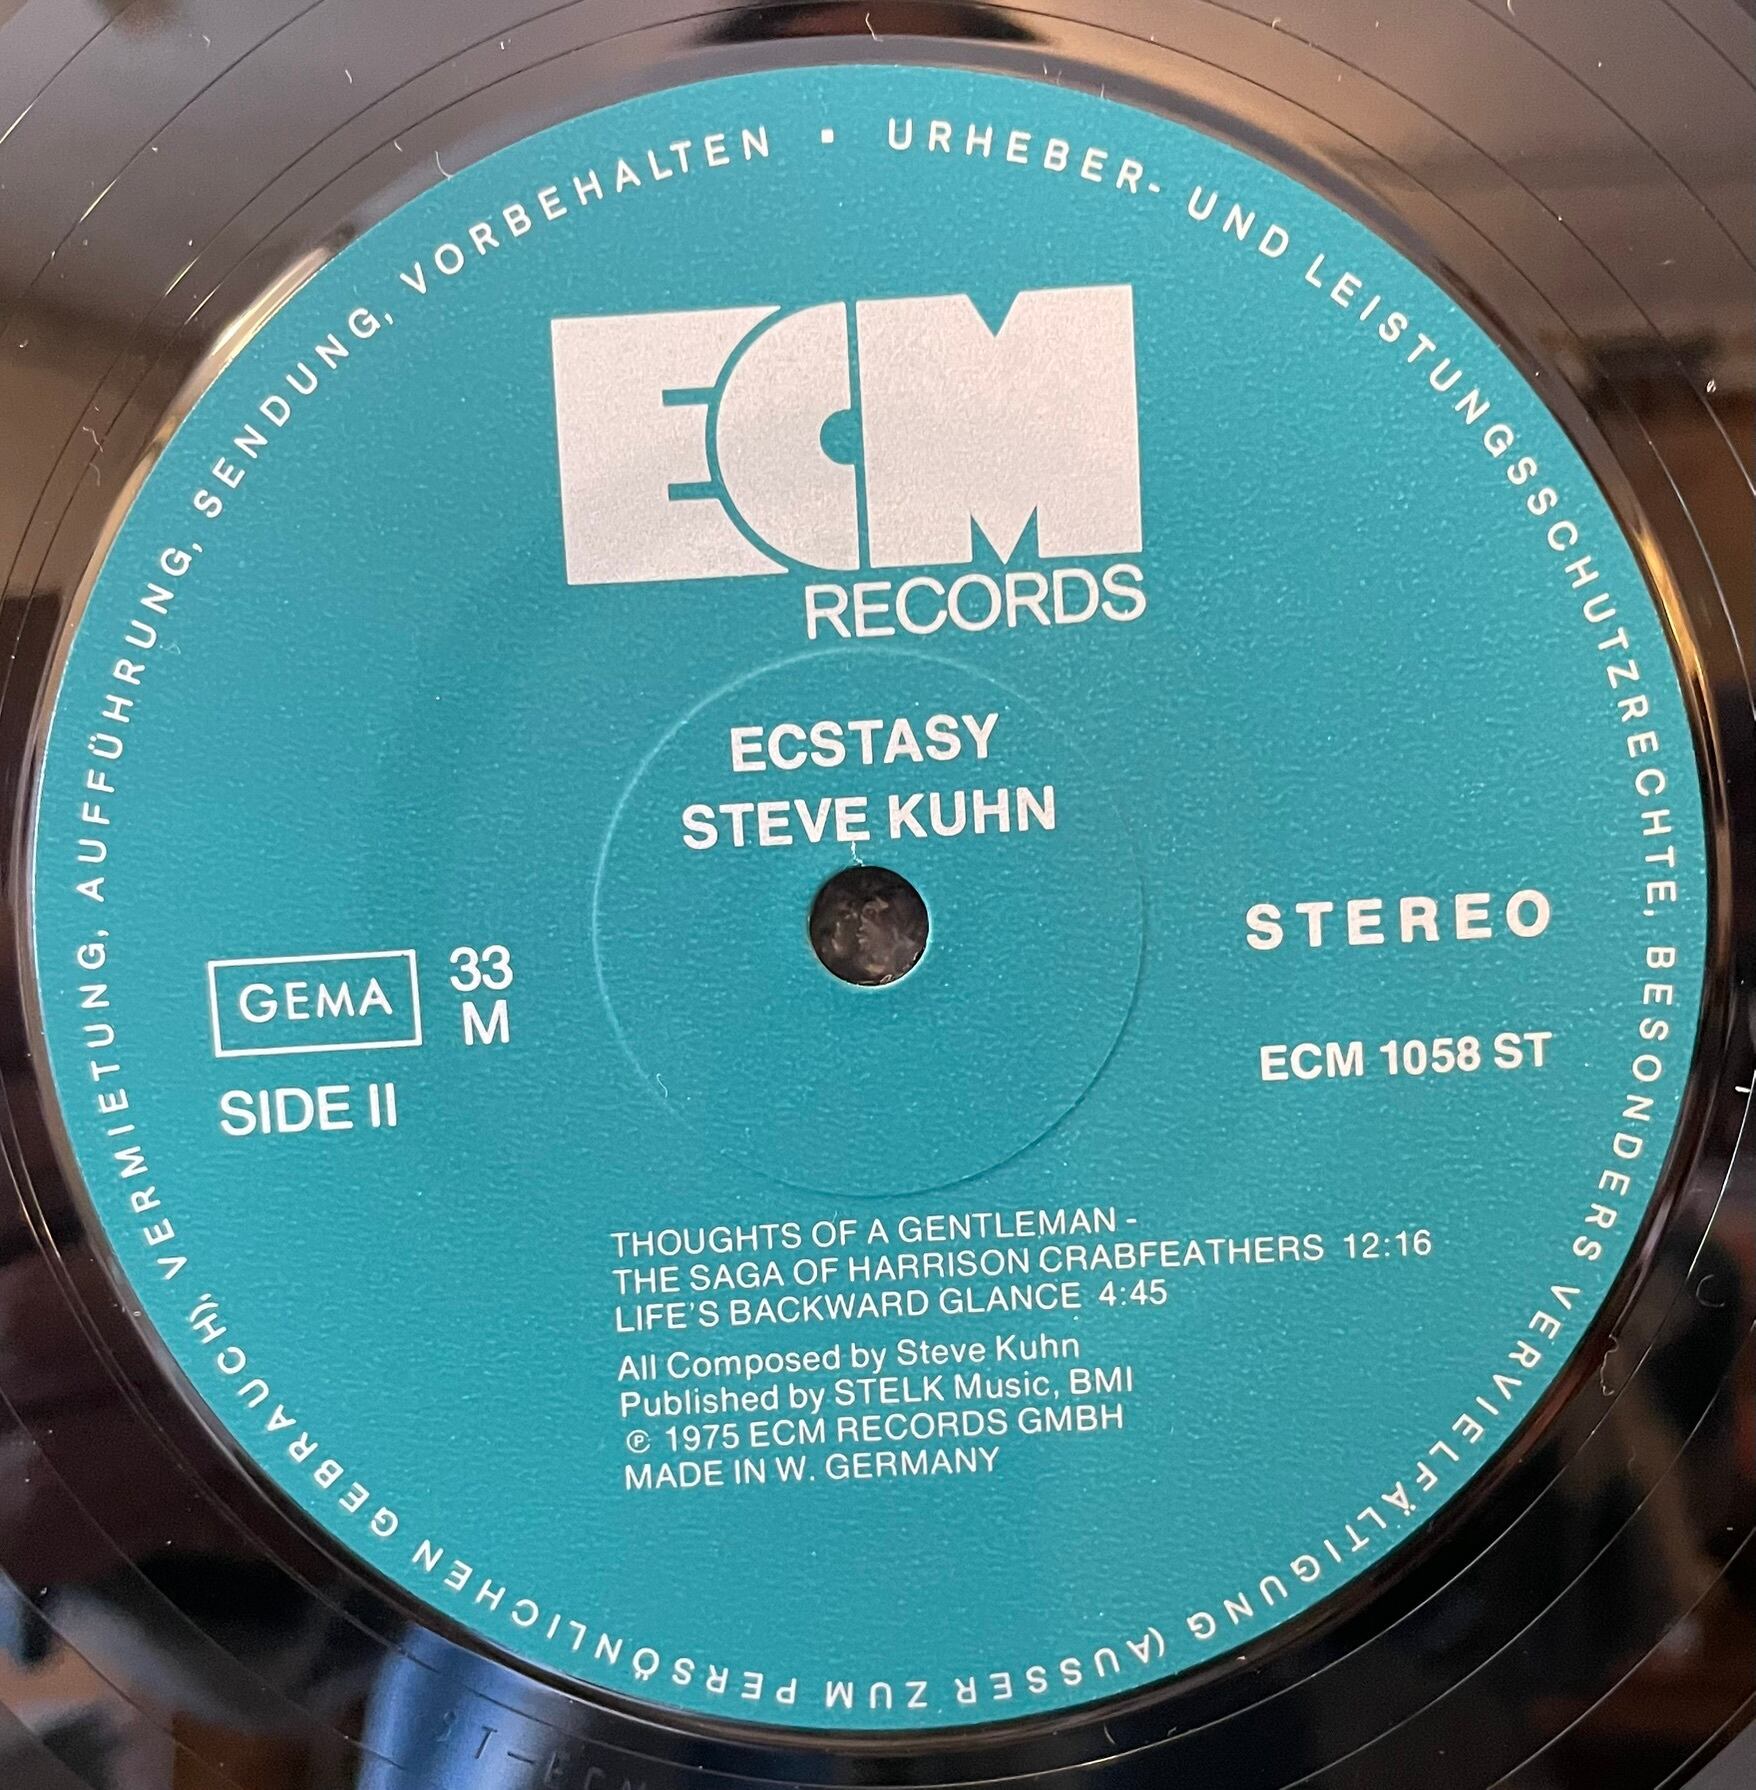 URHEBER- UND LEISTUNGSSCHUTZRECHTE, BESONDERS VERVIELFÄLTIGUNG (AUSSER ZUM PERSÖNLICHEN GEBRAUCH), VERMIETUNG, AUFFÜHRUNG, SENDUNG, VORBEHALTEN ▪
ECM
RECORDS
ECSTASY
STEVE KUHN
STEREO
GEMA
33
M
SIDE II
ECM 1058 ST
THOUGHTS OF A GENTLEMAN -
THE SAGA OF HARRISON CRABFEATHERS 12:16
LIFE'S BACKWARD GLANCE 4:45
All Composed by Steve Kuhn
Published by STELK Music, BMI
℗ 1975 ECM RECORDS GMBH
MADE IN W. GERMANY